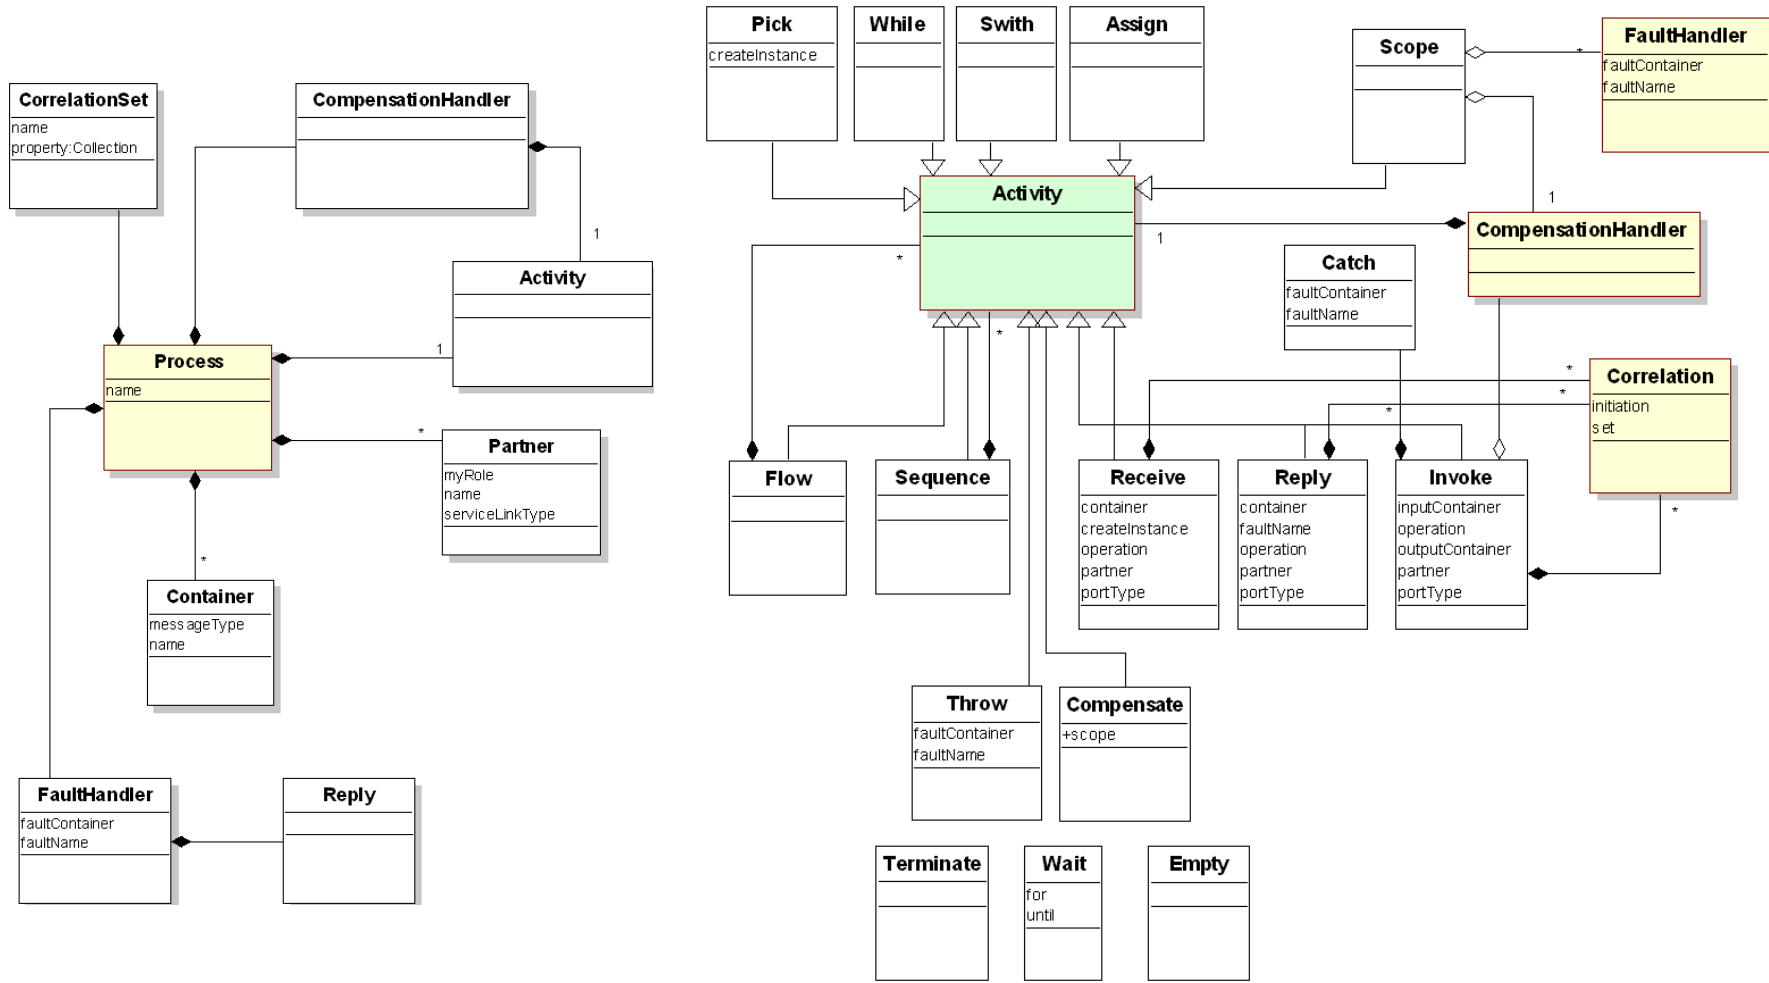 CorrelationSet
name
property:Collection
CompensationHandler
1
Activity
1
Process
name
*
Partner
myRole
name
serviceLinkType
*
Container
messageType
name
FaultHandler
faultContainer
faultName
Reply
Pick
createInstance
While
Swith
Assign
Scope
*
FaultHandler
faultContainer
faultName
Activity
1
1
CompensationHandler
*
Catch
faultContainer
faultName
*
*
*
*
Correlation
initiation
set
*
Flow
Sequence
Receive
container
createInstance
operation
partner
portType
Reply
container
faultName
operation
partner
portType
Invoke
inputContainer
operation
outputContainer
partner
portType
Throw
faultContainer
faultName
Compensate
+scope
Terminate
Wait
for
until
Empty